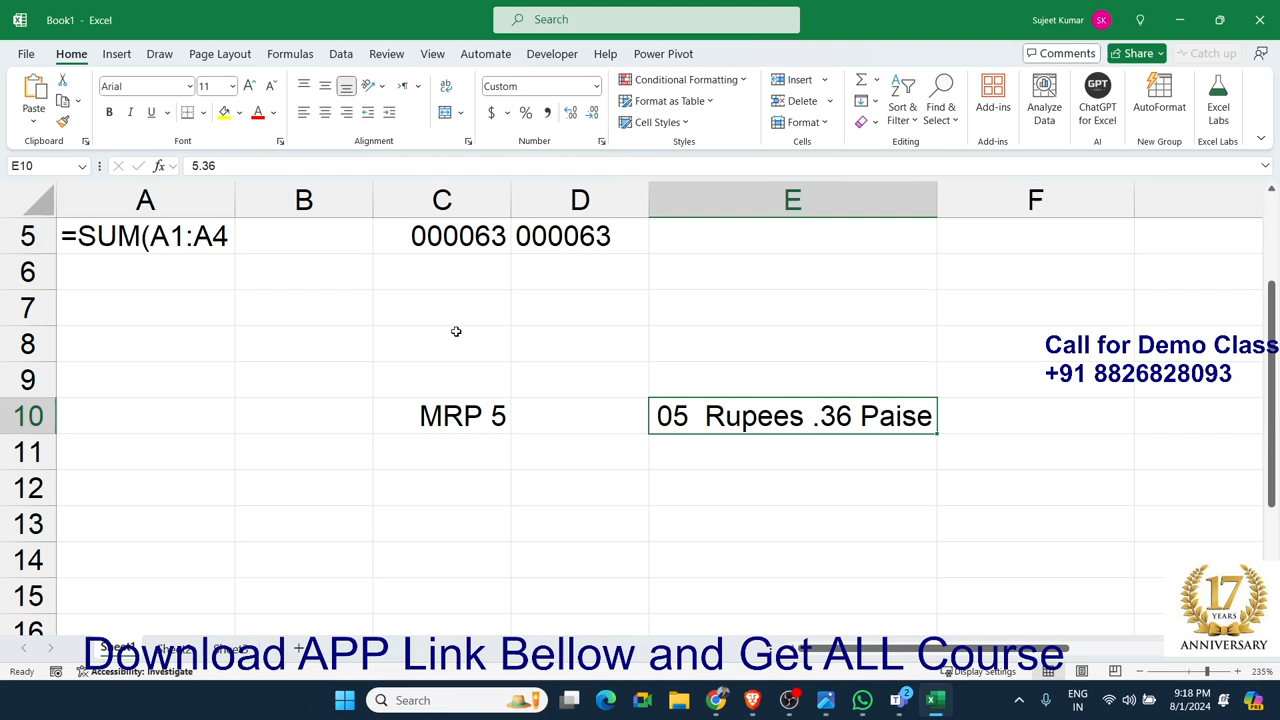 Book1 - Excel
Search
Sujeet Kumar
SK
File Home Insert Draw Page Layout Formulas Data Review View Automate Developer Help Power Pivot
Comments Share Catch up
Paste
Arial 11
Custom
Conditional Formatting
Format as Table
Cell Styles
Insert
Delete
Format
Sort & Filter
Find & Select
Add-ins
Analyze Data
GPT
ChatGPT for Excel
AutoFormat
Excel Labs
Clipboard Font Alignment Number Styles Cells Editing Add-ins AI New Group Excel Labs
E10 fx 5.36
A B C D E F
5 =SUM(A1:A4 000063 000063
6
7
8
Call for Demo Class
9
+91 8826828093
10 MRP 5 05 Rupees .36 Paise
11
12
13
14
15
16
17
YEARS
ANNIVERSARY
Sheet1
Download APP Link Bellow and Get ALL Course
Ready Accessibility: Investigate Display Settings 235%
Search
2
ENG
IN
9:18 PM
8/1/2024